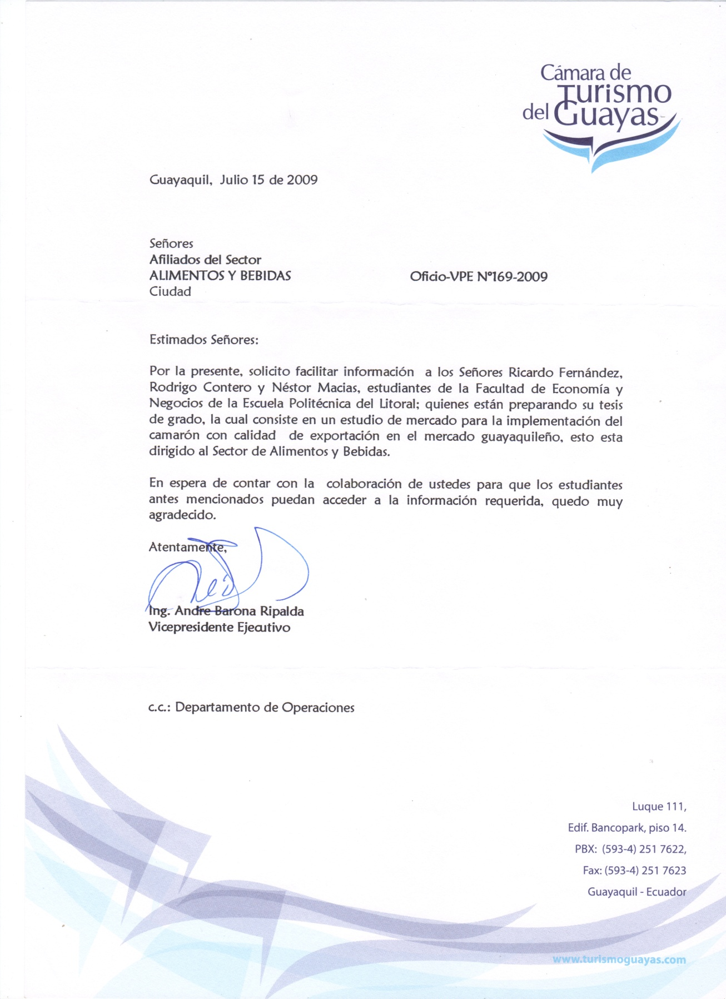 Cámara de
Turismo
del Guayas
Guayaquil, Julio 15 de 2009
Señores
Afiliados del Sector
ALIMENTOS Y BEBIDAS
Oficio-VPE Nº169-2009
Ciudad
Estimados Señores:
Por la presente, solicito facilitar información a los Señores Ricardo Fernández,
Rodrigo Contero y Néstor Macias, estudiantes de la Facultad de Economía y
Negocios de la Escuela Politécnica del Litoral; quienes están preparando su tesis
de grado, la cual consiste en un estudio de mercado para la implementación del
camarón con calidad de exportación en el mercado guayaquileño, esto esta
dirigido al Sector de Alimentos y Bebidas.
En espera de contar con la colaboración de ustedes para que los estudiantes
antes mencionados puedan acceder a la información requerida, quedo muy
agradecido.
Atentamente,
Ing. Andre Barona Ripalda
Vicepresidente Ejecutivo
c.c.: Departamento de Operaciones
Luque 111,
Edif. Bancopark, piso 14.
PBX: (593-4) 251 7622,
Fax: (593-4) 251 7623
Guayaquil - Ecuador
www.turismoguayas.com